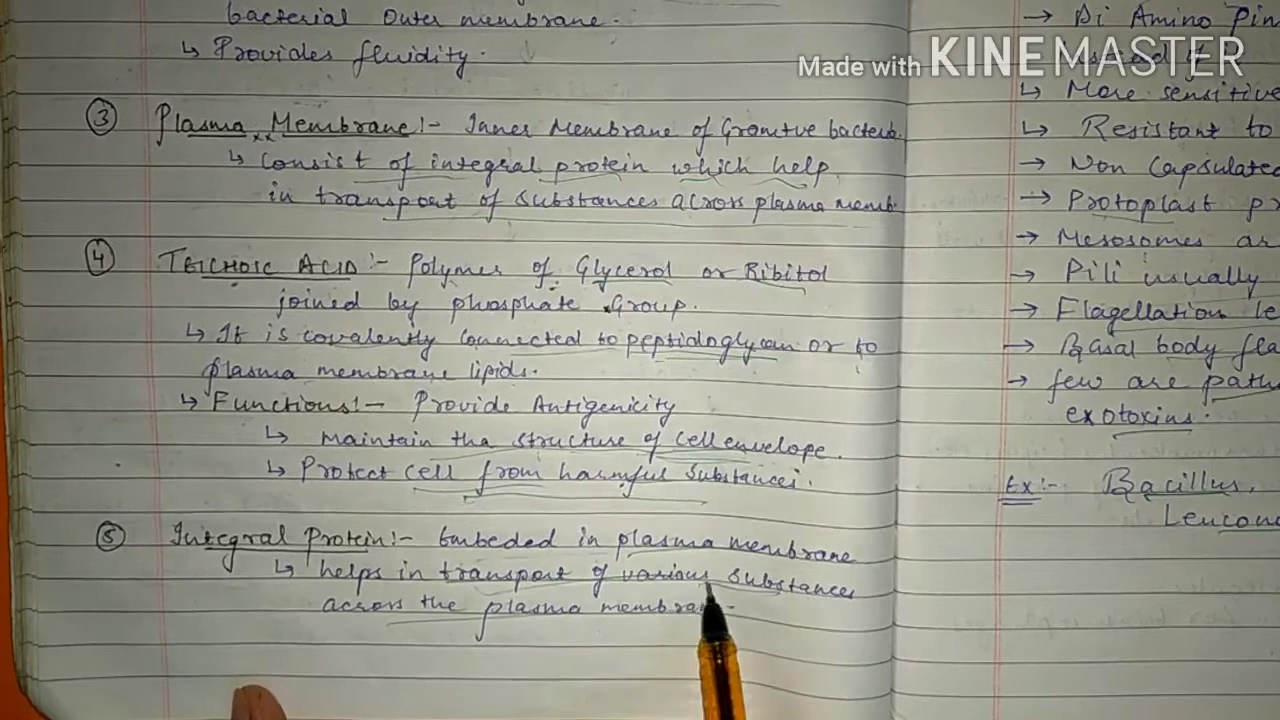 bacterial outer membrane.
↳ Provides fluidity.
③ Plasma Membrane:- Inner Membrane of Gram+ve bacteria.
↳ Consist of integral protein which help
in transport of substances across plasma memb.
④ TEICHOIC ACID:- Polymer of Glycerol or Ribitol
joined by phosphate Group.
↳ It is covalently connected to peptidoglycan or to
plasma membrane lipids.
↳ Functions:- Provide Antigenicity
↳ Maintain the structure of cell envelope.
↳ Protect cell from harmful substances.
⑤ Integral Protein:- Embeded in plasma membrane
↳ helps in transport of various substances
across the plasma membrane.
→ Di Amino Pim
Made with KINEMASTER
↳ More sensitive
↳ Resistant to
→ Non Capsulated
→ Protoplast pr
→ Mesosomes ar
→ Pili usually
→ Flagellation
→ Basal body fla
→ few are path
exotoxins.
Ex:- Bacillus,
Leucon